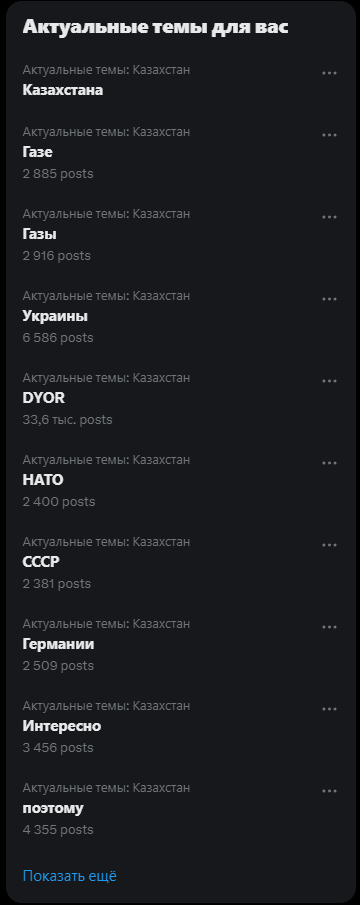 Актуальные темы для вас
Актуальные темы: Казахстан
Казахстана
Актуальные темы: Казахстан
Газе
2 885 posts
Актуальные темы: Казахстан
Газы
2 916 posts
Актуальные темы: Казахстан
Украины
6 586 posts
Актуальные темы: Казахстан
DYOR
33,6 тыс. posts
Актуальные темы: Казахстан
НАТО
2 400 posts
Актуальные темы: Казахстан
СССР
2 381 posts
Актуальные темы: Казахстан
Германии
2 509 posts
Актуальные темы: Казахстан
Интересно
3 456 posts
Актуальные темы: Казахстан
поэтому
4 355 posts
Показать ещё